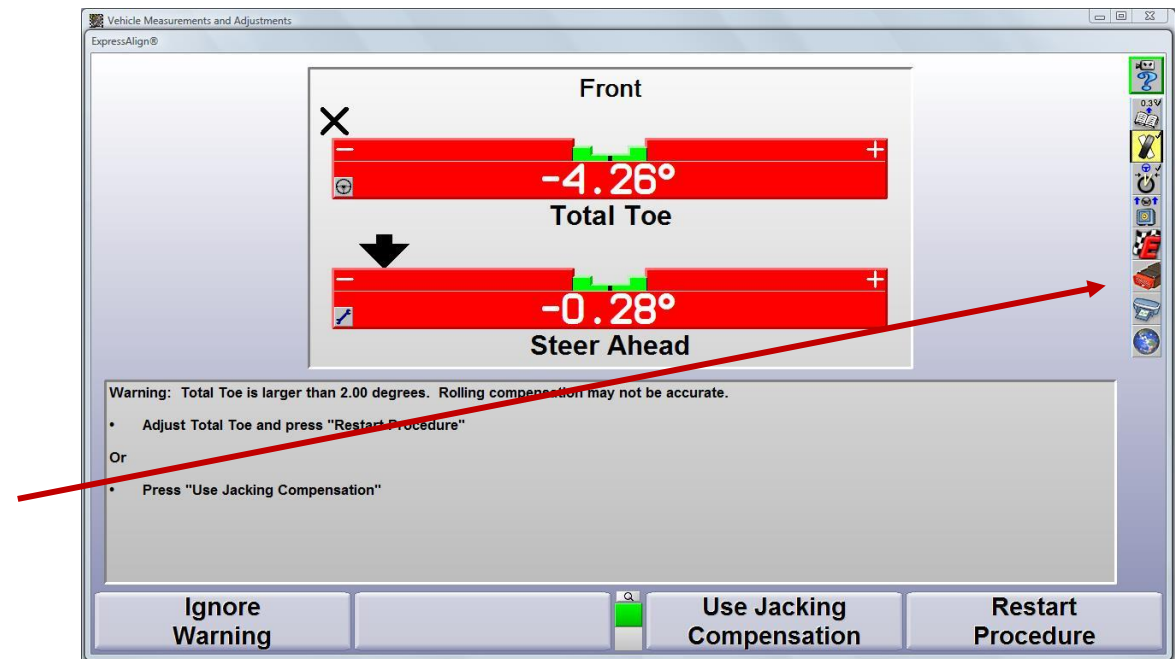 Vehicle Measurements and Adjustments
ExpressAlign®
Front
-4.26°
Total Toe
-0.28°
Steer Ahead
0.3
E
Warning: Total Toe is larger than 2.00 degrees. Rolling compensation may not be accurate.
• Adjust Total Toe and press "Restart Procedure"
Or
• Press "Use Jacking Compensation"
Ignore
Warning
Use Jacking
Compensation
Restart
Procedure